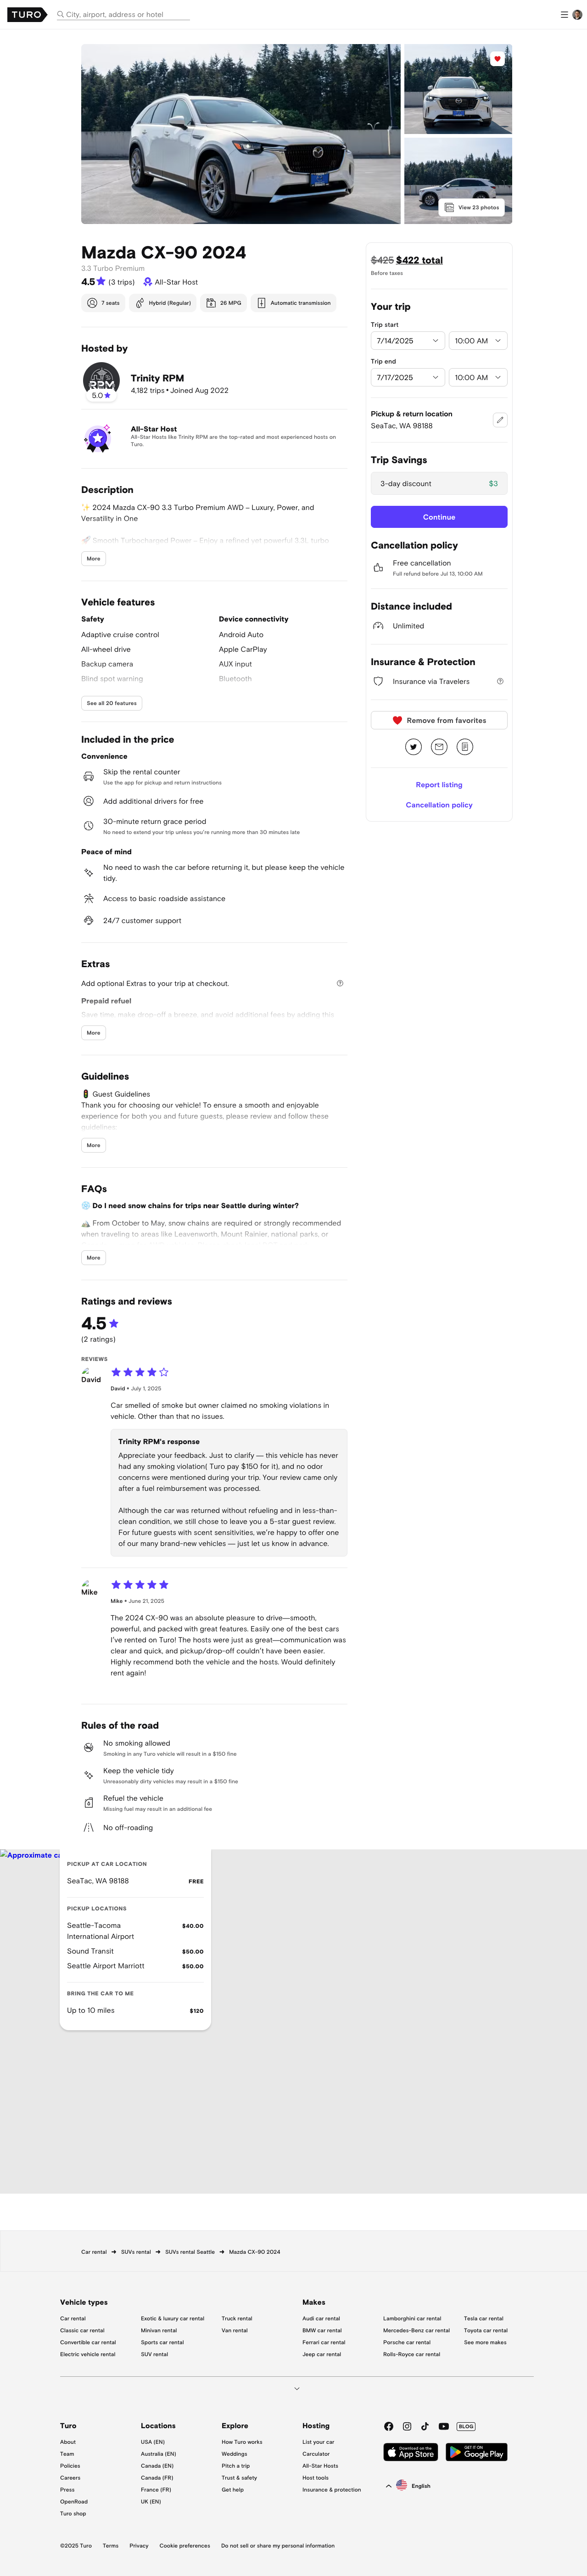 TURO
City, airport, address or hotel
View 23 photos
Mazda CX-90 2024
3.3 Turbo Premium
4.5 (3 trips) All-Star Host
7 seats
Hybrid (Regular)
26 MPG
Automatic transmission
Hosted by
RPM
5.0
Trinity RPM
4,182 trips • Joined Aug 2022
All-Star Host
All-Star Hosts like Trinity RPM are the top-rated and most experienced hosts on
Turo.
Description
✨ 2024 Mazda CX-90 3.3 Turbo Premium AWD – Luxury, Power, and
Versatility in One
🚀 Smooth Turbocharged Power – Enjoy a refined yet powerful 3.3L turbo
More
Vehicle features
Safety
Adaptive cruise control
All-wheel drive
Backup camera
Blind spot warning
Device connectivity
Android Auto
Apple CarPlay
AUX input
Bluetooth
See all 20 features
Included in the price
Convenience
Skip the rental counter
Use the app for pickup and return instructions
Add additional drivers for free
30-minute return grace period
No need to extend your trip unless you're running more than 30 minutes late
Peace of mind
No need to wash the car before returning it, but please keep the vehicle
tidy.
Access to basic roadside assistance
24/7 customer support
Extras
Add optional Extras to your trip at checkout.
Prepaid refuel
Save time, make drop-off a breeze, and avoid additional fees by adding this
More
Guidelines
🚦 Guest Guidelines
Thank you for choosing our vehicle! To ensure a smooth and enjoyable
experience for both you and future guests, please review and follow these
guidelines:
More
FAQs
❄️ Do I need snow chains for trips near Seattle during winter?
🏔️ From October to May, snow chains are required or strongly recommended
when traveling to areas like Leavenworth, Mount Rainier, national parks, or
More
Ratings and reviews
4.5
(2 ratings)
REVIEWS
David
David • July 1, 2025
Car smelled of smoke but owner claimed no smoking violations in
vehicle. Other than that no issues.
Trinity RPM's response
Appreciate your feedback. Just to clarify — this vehicle has never
had any smoking violation( Turo pay $150 for it), and no odor
concerns were mentioned during your trip. Your review came only
after a fuel reimbursement was processed.
Although the car was returned without refueling and in less-than-
clean condition, we still chose to leave you a 5-star guest review.
For future guests with scent sensitivities, we're happy to offer one
of our many brand-new vehicles — just let us know in advance.
Mike
Mike • June 21, 2025
The 2024 CX-90 was an absolute pleasure to drive—smooth,
powerful, and packed with great features. Easily one of the best cars
I've rented on Turo! The hosts were just as great—communication was
clear and quick, and pickup/drop-off couldn't have been easier.
Highly recommend both the vehicle and the hosts. Would definitely
rent again!
Rules of the road
No smoking allowed
Smoking in any Turo vehicle will result in a $150 fine
Keep the vehicle tidy
Unreasonably dirty vehicles may result in a $150 fine
Refuel the vehicle
Missing fuel may result in an additional fee
No off-roading
$425 $422 total
Before taxes
Your trip
Trip start
7/14/2025
10:00 AM
Trip end
7/17/2025
10:00 AM
Pickup & return location
SeaTac, WA 98188
Trip Savings
3-day discount $3
Continue
Cancellation policy
Free cancellation
Full refund before Jul 13, 10:00 AM
Distance included
Unlimited
Insurance & Protection
Insurance via Travelers
Remove from favorites
Report listing
Cancellation policy
Approximate ca
PICKUP AT CAR LOCATION
SeaTac, WA 98188 FREE
PICKUP LOCATIONS
Seattle-Tacoma $40.00
International Airport
Sound Transit $50.00
Seattle Airport Marriott $50.00
BRING THE CAR TO ME
Up to 10 miles $120
Car rental → SUVs rental → SUVs rental Seattle → Mazda CX-90 2024
Vehicle types
Car rental
Classic car rental
Convertible car rental
Electric vehicle rental
Exotic & luxury car rental
Minivan rental
Sports car rental
SUV rental
Truck rental
Van rental
Makes
Audi car rental
BMW car rental
Ferrari car rental
Jeep car rental
Lamborghini car rental
Mercedes-Benz car rental
Porsche car rental
Rolls-Royce car rental
Tesla car rental
Toyota car rental
See more makes
Turo
About
Team
Policies
Careers
Press
OpenRoad
Turo shop
Locations
USA (EN)
Australia (EN)
Canada (EN)
Canada (FR)
France (FR)
UK (EN)
Explore
How Turo works
Weddings
Pitch a trip
Trust & safety
Get help
Hosting
List your car
Carculator
All-Star Hosts
Host tools
Insurance & protection
BLOG
Download on the
App Store
GET IT ON
Google Play
English
©2025 Turo
Terms
Privacy
Cookie preferences
Do not sell or share my personal information